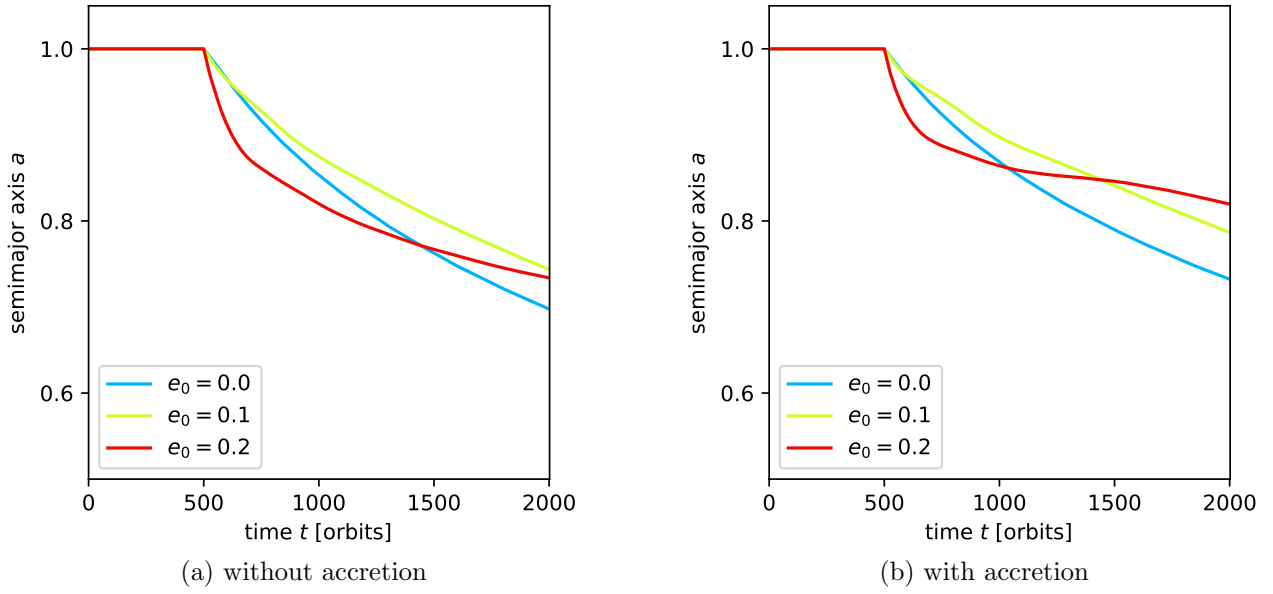 semimajor axis a
1.0
0.8
0.6
e₀ = 0.0
e₀ = 0.1
e₀ = 0.2
0 500 1000 1500 2000
time t [orbits]
(a) without accretion
semimajor axis a
1.0
0.8
0.6
e₀ = 0.0
e₀ = 0.1
e₀ = 0.2
0 500 1000 1500 2000
time t [orbits]
(b) with accretion